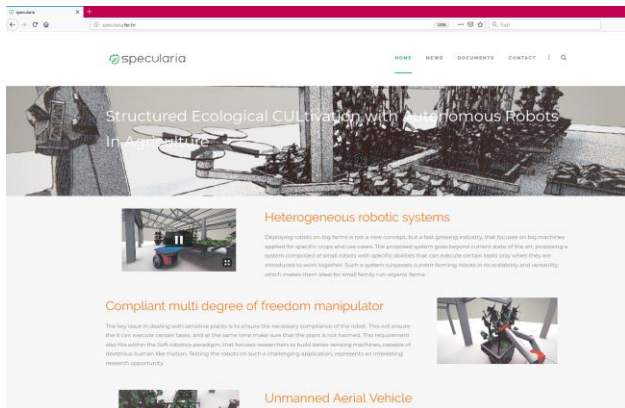 specularia
specularia.fer.hr
specularia
HOME NEWS DOCUMENTS CONTACT
Structured Ecological CULtivation with Autonomous Robots
In Agriculture
Heterogeneous robotic systems
Deploying robots on big farms is not a new concept, but a fast growing industry, that focuses on big machines
applied for specific crops and use cases. The proposed system goes beyond current state of the art, proposing a
system comprised of small robots with specific abilities that can execute certain tasks only when they are
introduced to work together. Such a system surpasses current farming robots in its scalability and versatility,
which makes them ideal for small family run organic farms.
Compliant multi degree of freedom manipulator
The key issue in dealing with sensitive plants is to ensure the necessary compliance of the robot. This will ensure
the it can execute certain tasks, and at the same time make sure that the plant is not harmed. This requirement
also fits within the Soft robotics paradigm, that focuses researchers to build better sensing machines, capable of
dexterous human like motion. Testing the robots on such a challenging application, represents an interesting
research opportunity.
Unmanned Aerial Vehicle